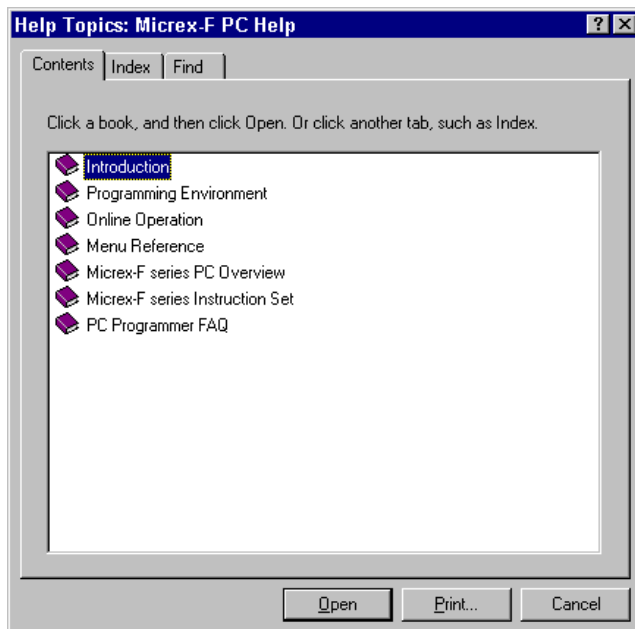 Help Topics: Micrex-F PC Help
Contents Index Find
Click a book, and then click Open. Or click another tab, such as Index.
Introduction
Programming Environment
Online Operation
Menu Reference
Micrex-F series PC Overview
Micrex-F series Instruction Set
PC Programmer FAQ
Open Print... Cancel